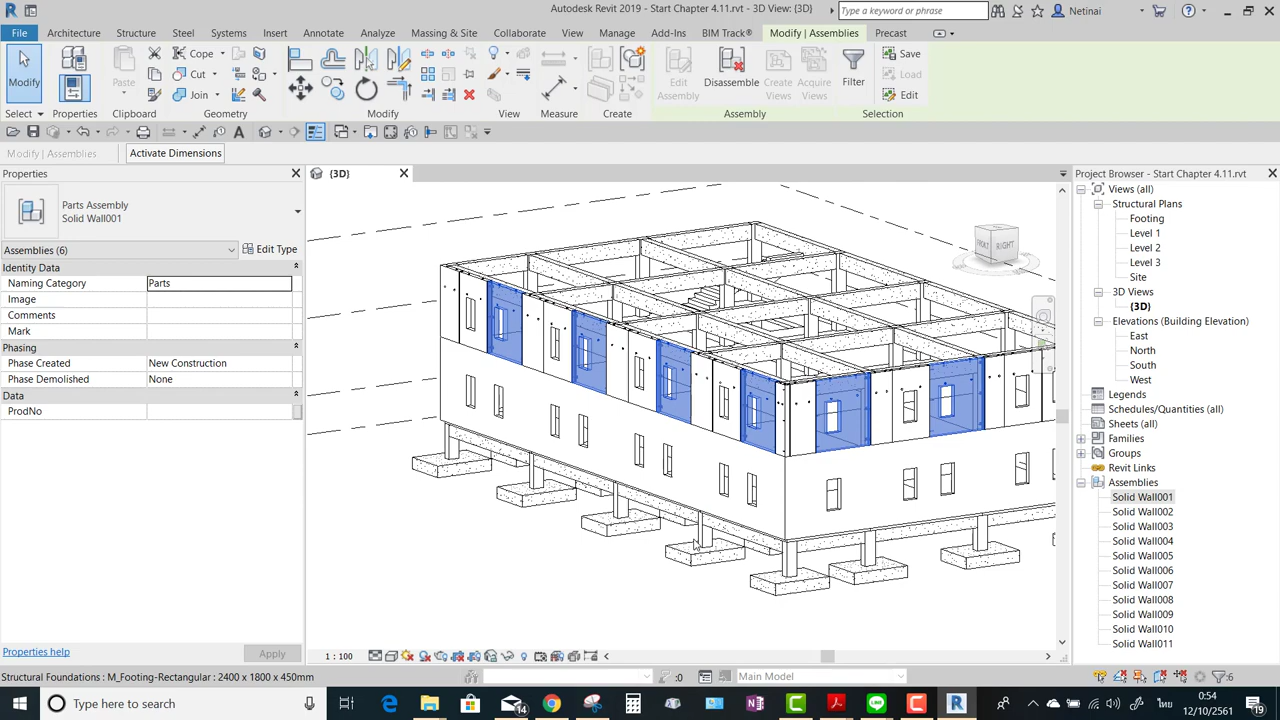 Autodesk Revit 2019 - Start Chapter 4.11.rvt - 3D View: {3D}
Type a keyword or phrase
Netinai
File
Architecture
Structure
Steel
Systems
Insert
Annotate
Analyze
Massing & Site
Collaborate
View
Manage
Add-Ins
BIM Track®
Modify | Assemblies
Precast
Modify
Paste
Cope
Cut
Join
Edit
Assembly
Disassemble
Create
Views
Acquire
Views
Filter
Save
Load
Edit
Select
Properties
Clipboard
Geometry
Modify
View
Measure
Create
Assembly
Selection
Modify | Assemblies
Activate Dimensions
Properties
Parts Assembly
Solid Wall001
Assemblies (6)
Edit Type
Identity Data
Naming Category
Parts
Image
Comments
Mark
Phasing
Phase Created
New Construction
Phase Demolished
None
Data
ProdNo
Properties help
Apply
{3D}
RIGHT
1 : 100
Project Browser - Start Chapter 4.11.rvt
Views (all)
Structural Plans
Footing
Level 1
Level 2
Level 3
Site
3D Views
{3D}
Elevations (Building Elevation)
East
North
South
West
Legends
Schedules/Quantities (all)
Sheets (all)
Families
Groups
Revit Links
Assemblies
Solid Wall001
Solid Wall002
Solid Wall003
Solid Wall004
Solid Wall005
Solid Wall006
Solid Wall007
Solid Wall008
Solid Wall009
Solid Wall010
Solid Wall011
Structural Foundations : M_Footing-Rectangular : 2400 x 1800 x 450mm
:0
Main Model
:6
Type here to search
14
0:54
12/10/2561
19